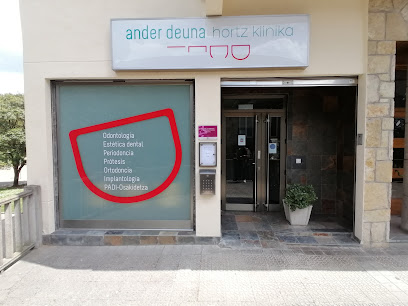 ander deuna hortz klinika
Odontología
Estética dental
Periodoncia
Prótesis
Ortodoncia
Implantología
PADI-Osakidetza